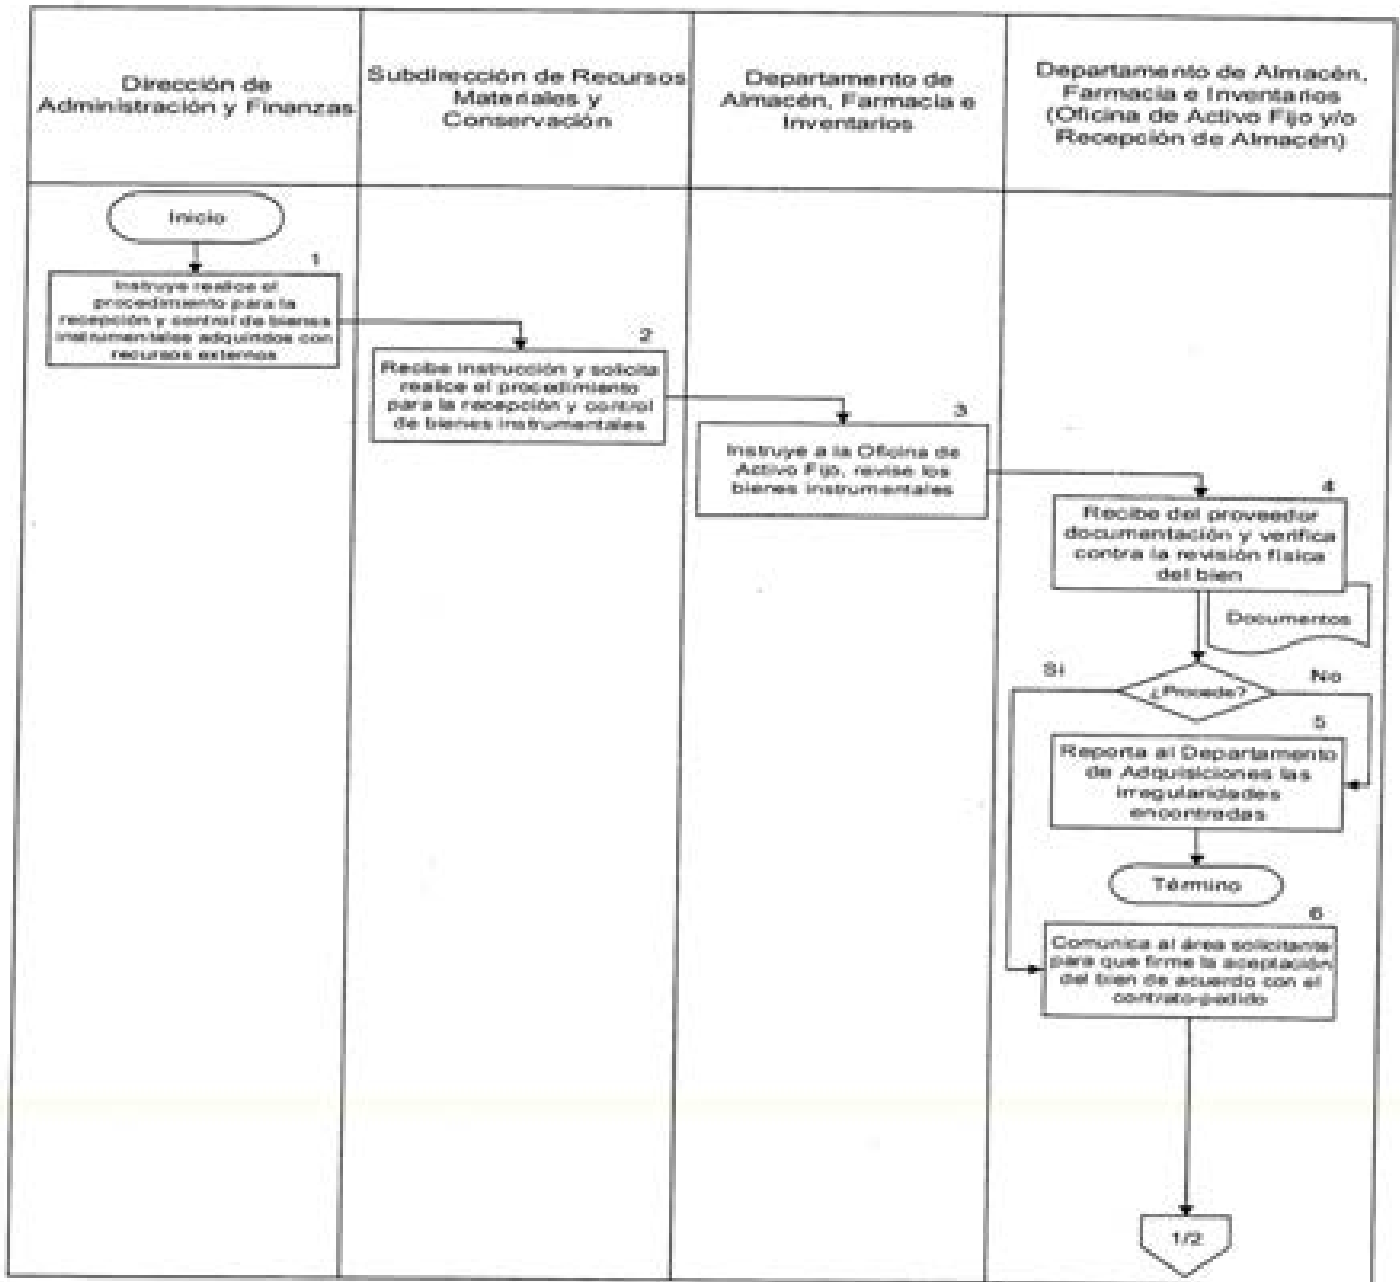 Dirección de
Administración y Finanzas
Subdirección de Recursos
Materiales y
Conservación
Departamento de
Almacén, Farmacia e
Inventarios
Departamento de Almacén,
Farmacia e Inventarios
(Oficina de Activo Fijo y/o
Recepción de Almacén)
Inicio
1
Instruye realice el
procedimiento para la
recepción y control de bienes
instrumentales adquiridos con
recursos externos
2
Recibe instrucción y solicita
realice el procedimiento
para la recepción y control
de bienes instrumentales
3
Instruye a la Oficina de
Activo Fijo, revise los
bienes instrumentales
4
Recibe del proveedor
documentación y verifica
contra la revisión física
del bien
Documentos
Si
¿Procede?
No
5
Reporta al Departamento
de Adquisiciones las
irregularidades
encontradas
Término
6
Comunica al área solicitante
para que firme la aceptación
del bien de acuerdo con el
contrato-pedido
1/2